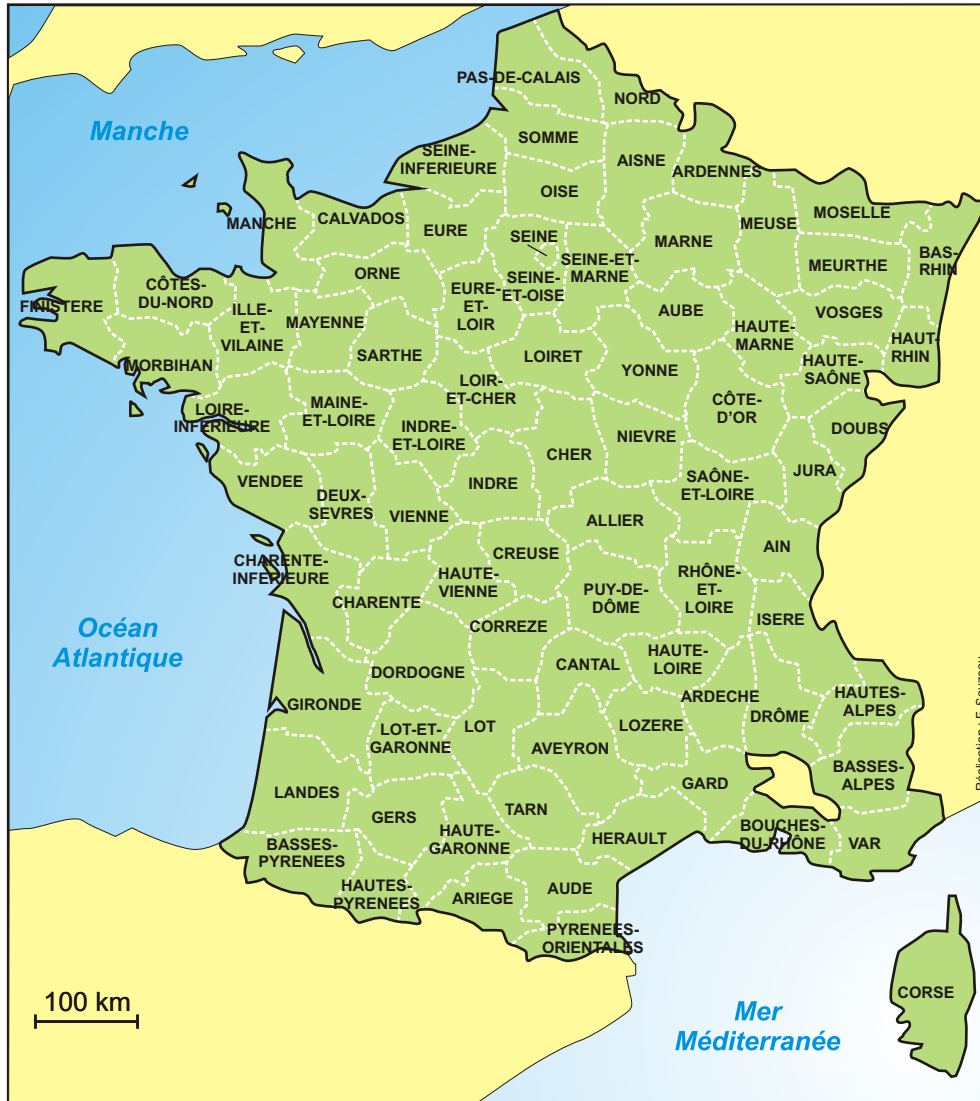 PAS-DE-CALAIS
NORD
Manche
SOMME
SEINE-
INFERIEURE
AISNE
ARDENNES
OISE
MANCHE
CALVADOS
EURE
SEINE
SEINE-ET-
MARNE
MARNE
MEUSE
MOSELLE
BAS-
RHIN
MEURTHE
ORNE
SEINE-
ET-OISE
CÔTES-
DU-NORD
FINISTERE
ILLE-
ET-
VILAINE
MAYENNE
EURE-
ET-
LOIR
AUBE
HAUTE-
MARNE
VOSGES
HAUT-
RHIN
MORBIHAN
SARTHE
LOIRET
YONNE
HAUTE-
SAÔNE
LOIR-
ET-CHER
LOIRE-
INFERIEURE
MAINE-
ET-LOIRE
INDRE-
ET-LOIRE
CÔTE-
D'OR
DOUBS
NIEVRE
CHER
VENDEE
DEUX-
SEVRES
VIENNE
INDRE
SAÔNE-
ET-LOIRE
JURA
ALLIER
AIN
CHARENTE-
INFERIEURE
CREUSE
HAUTE-
VIENNE
CHARENTE
PUY-DE-
DÔME
RHÔNE-
ET-
LOIRE
ISERE
Océan
Atlantique
CORREZE
CANTAL
HAUTE-
LOIRE
DORDOGNE
GIRONDE
ARDECHE
DRÔME
HAUTES-
ALPES
LOT-ET-
GARONNE
LOT
AVEYRON
LOZERE
BASSES-
ALPES
LANDES
GERS
TARN
GARD
HAUTE-
GARONNE
HERAULT
BOUCHES-
DU-RHÔNE
VAR
BASSES-
PYRENEES
HAUTES-
PYRENEES
ARIEGE
AUDE
PYRENEES-
ORIENTALES
CORSE
100 km
Mer
Méditerranée
Réalisation : F.